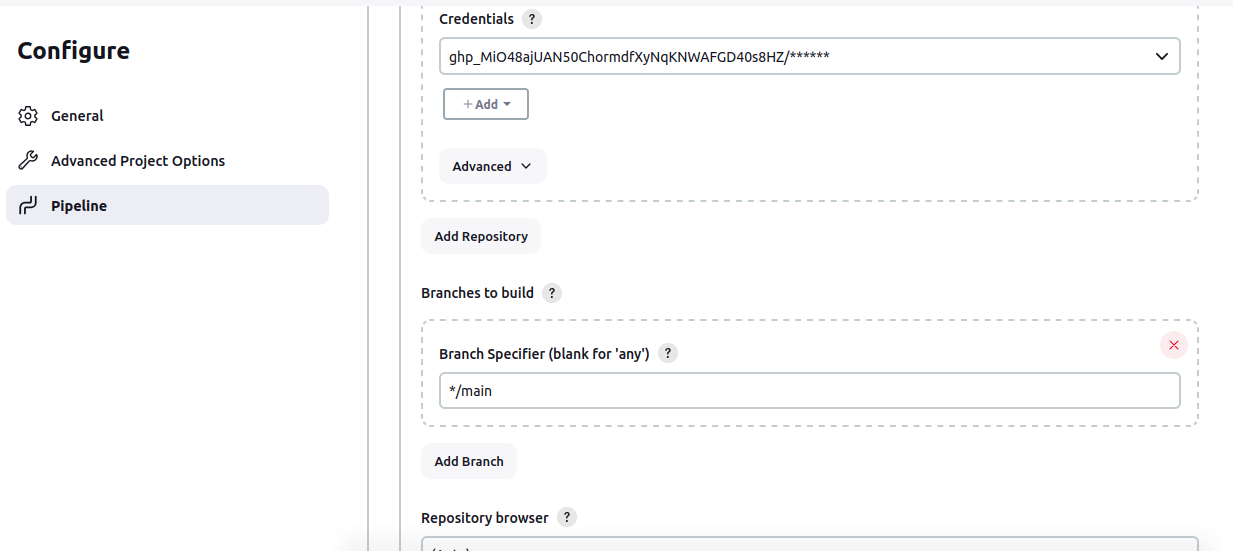 Configure
General
Advanced Project Options
Pipeline
Credentials ?
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/******
+ Add
Advanced
Add Repository
Branches to build ?
Branch Specifier (blank for 'any') ?
*/main
Add Branch
Repository browser ?